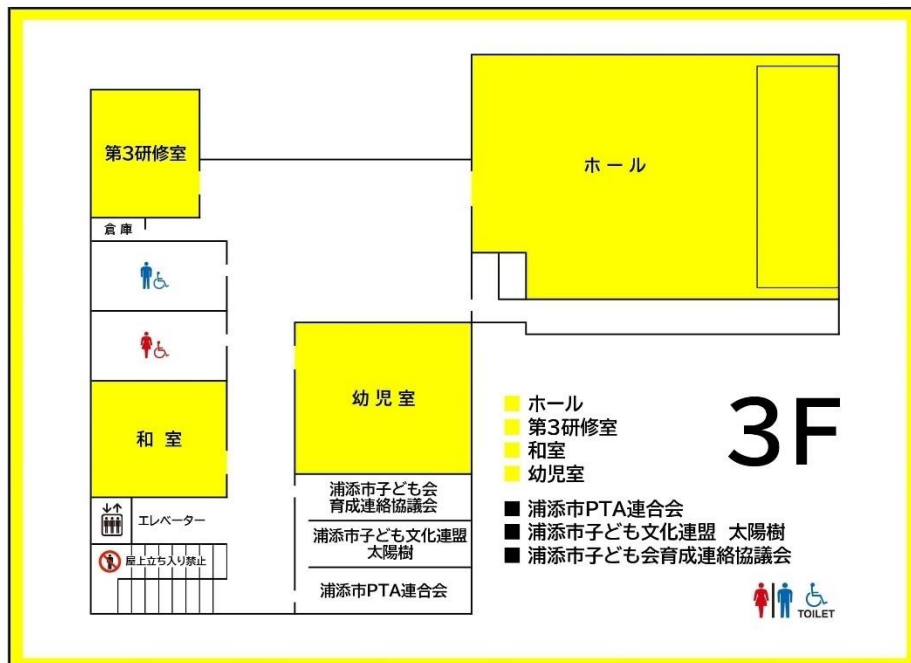 第3研修室
ホール
倉庫
幼児室
和室
エレベーター
屋上立ち入り禁止
浦添市子ども会
育成連絡協議会
浦添市子ども文化連盟
太陽樹
浦添市PTA連合会
ホール
第3研修室
和室
幼児室
3F
浦添市PTA連合会
浦添市子ども文化連盟 太陽樹
浦添市子ども会育成連絡協議会
TOILET